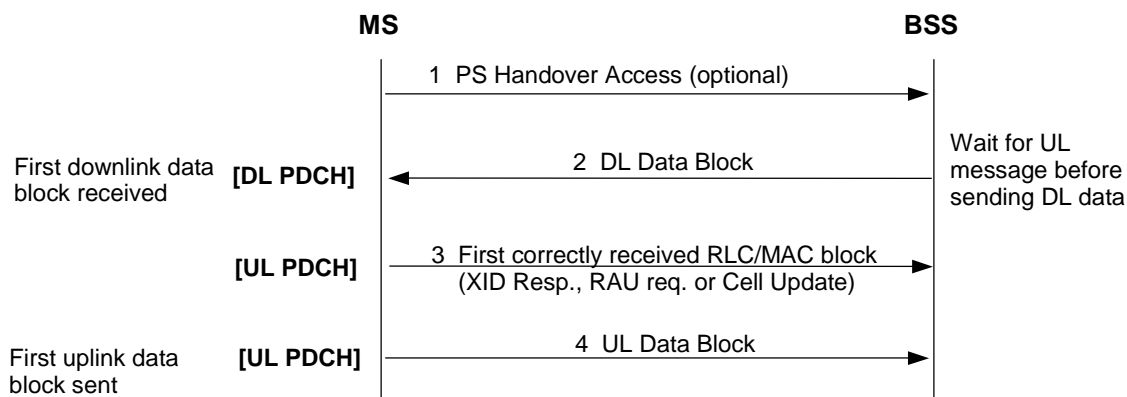 MS
BSS
1 PS Handover Access (optional)
First downlink data
block received
[DL PDCH]
2 DL Data Block
Wait for UL
message before
sending DL data
[UL PDCH]
3 First correctly received RLC/MAC block
(XID Resp., RAU req. or Cell Update)
First uplink data
block sent
[UL PDCH]
4 UL Data Block